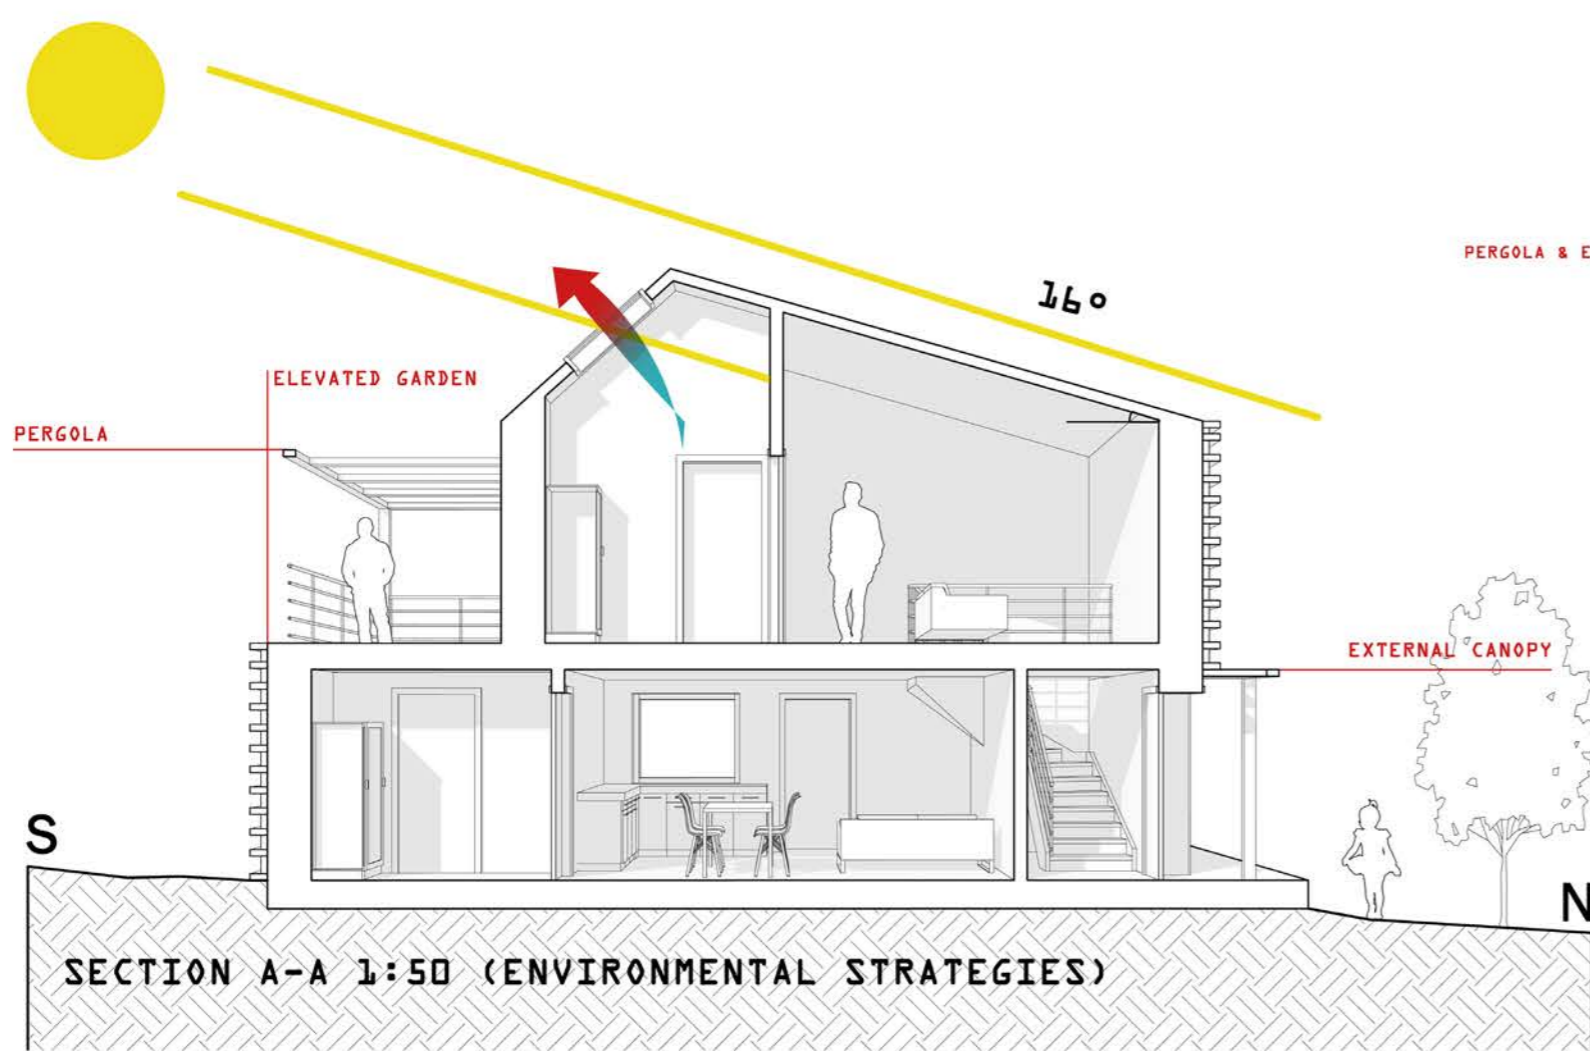 16°
PERGOLA & E
ELEVATED GARDEN
PERGOLA
EXTERNAL CANOPY
S
N
SECTION A-A 1:50 (ENVIRONMENTAL STRATEGIES)